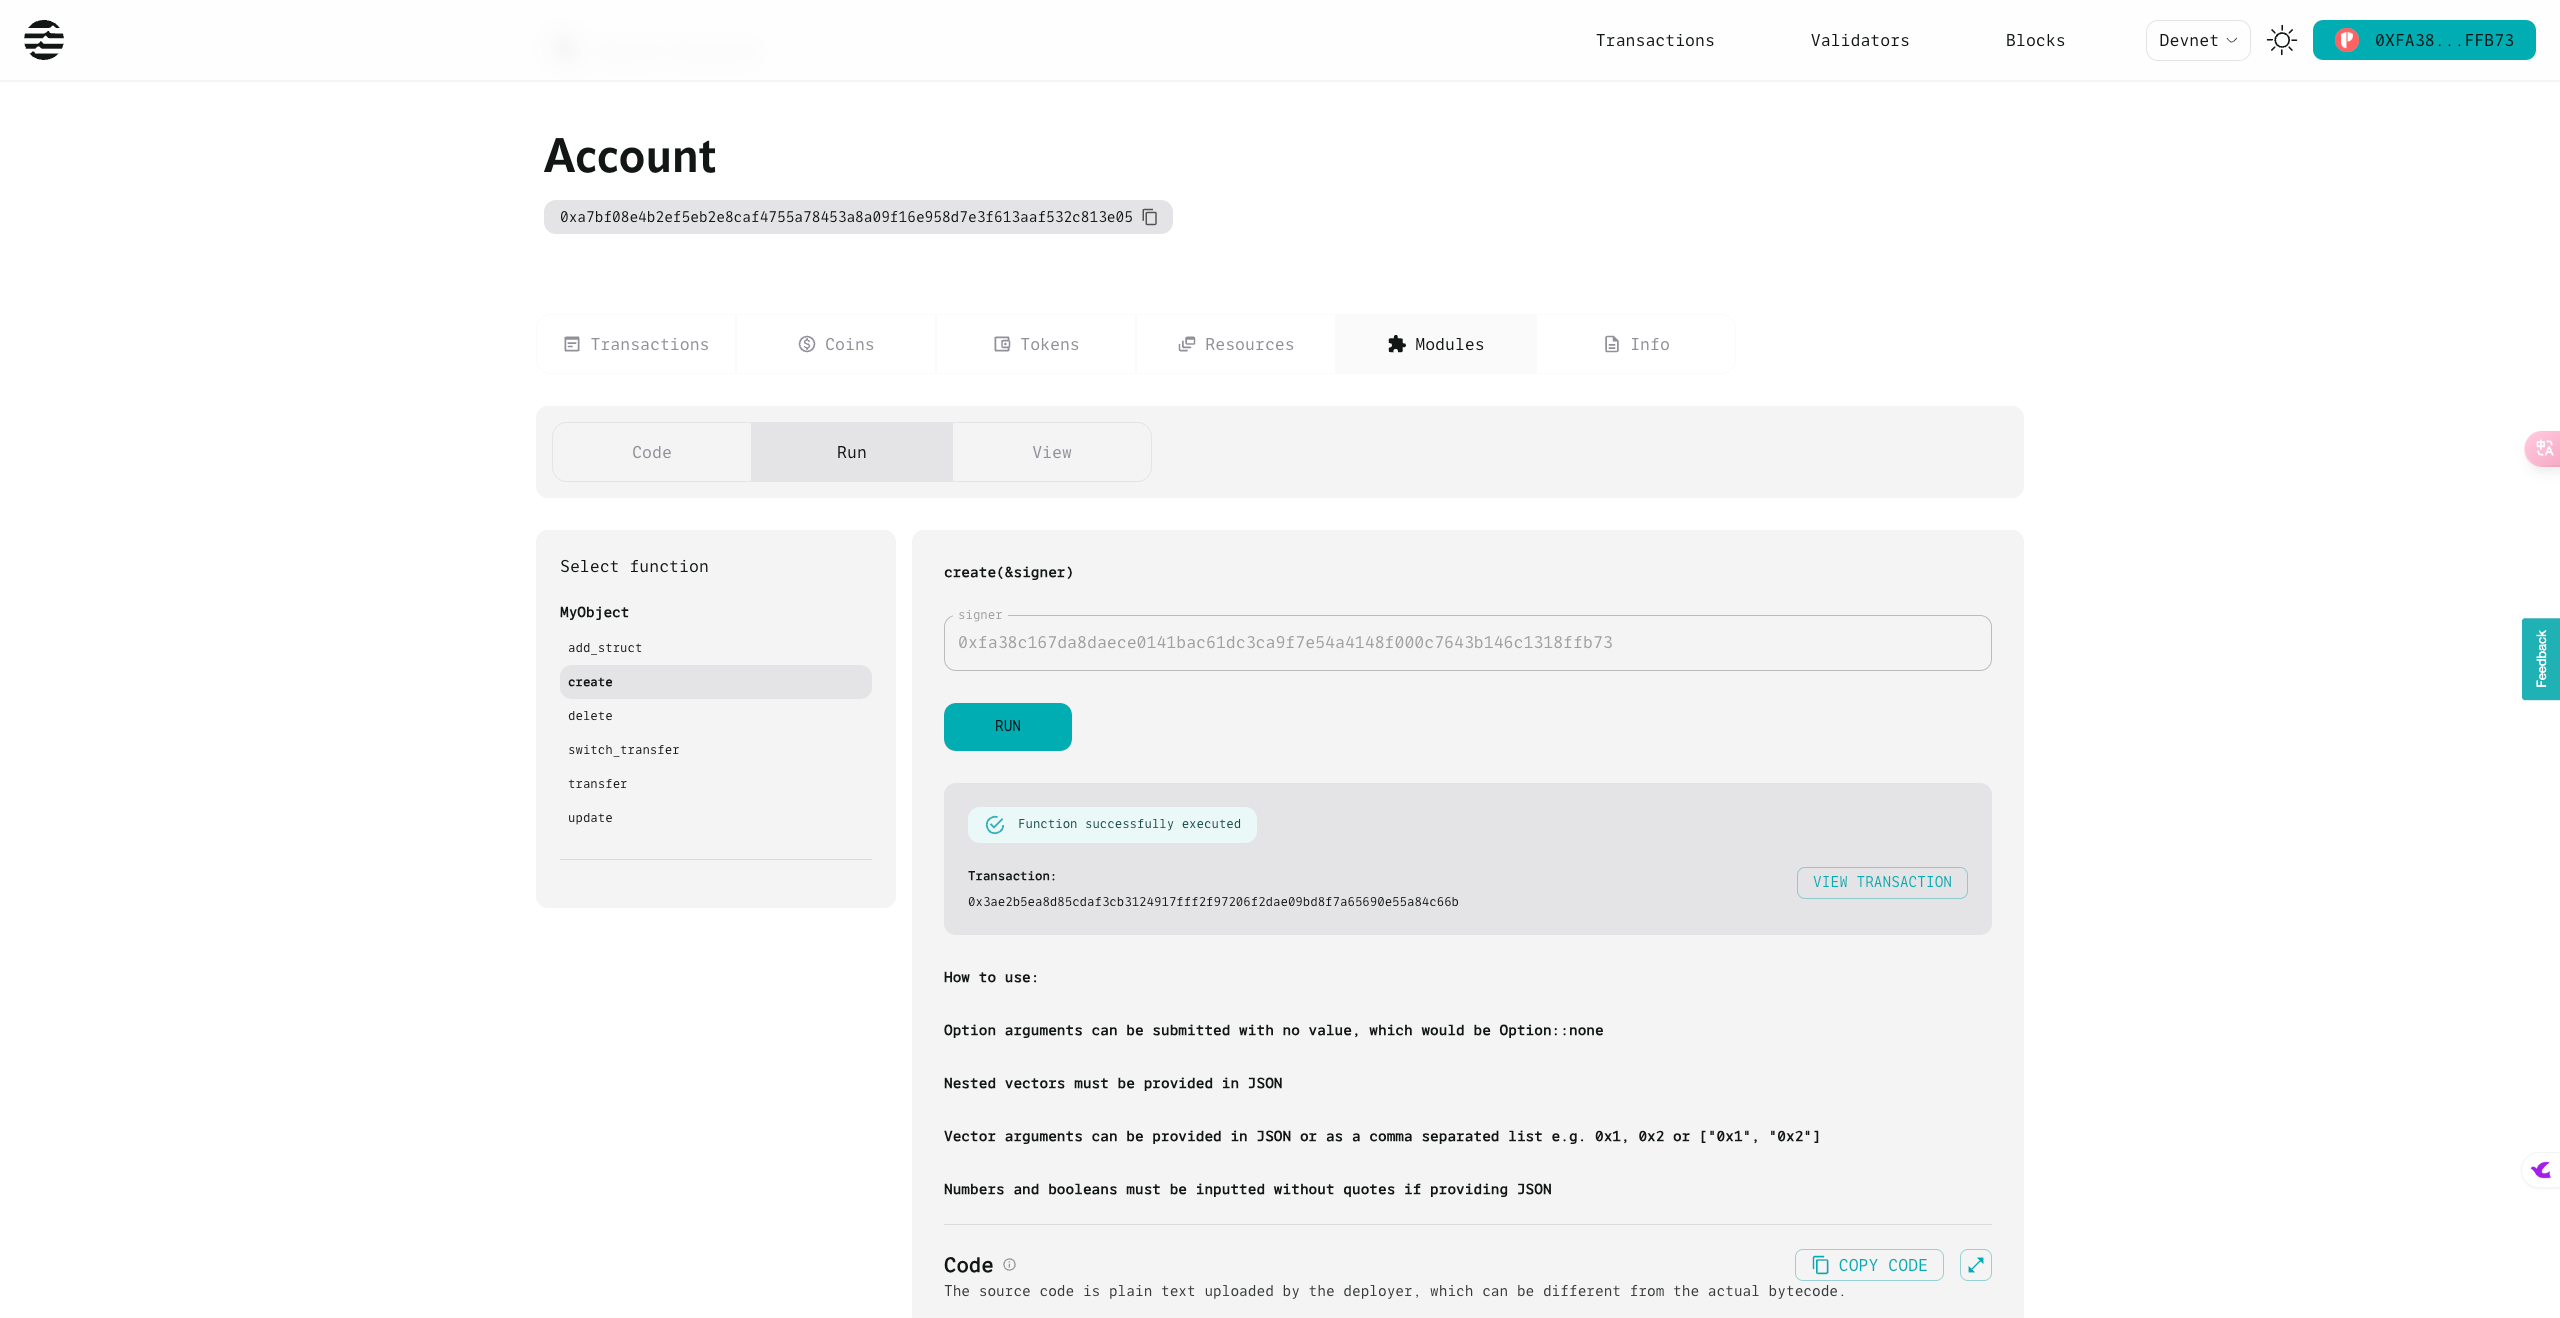 Transactions
Validators
Blocks
Devnet
0XFA38...FFB73
Account
0xa7bf08e4b2ef5eb2e8caf4755a78453a8a09f16e958d7e3f613aaf532c813e05
Transactions
Coins
Tokens
Resources
Modules
Info
Code
Run
View
Select function
MyObject
add_struct
create
delete
switch_transfer
transfer
update
create(&signer)
signer
0xfa38c167da8daece0141bac61dc3ca9f7e54a4148f000c7643b146c1318ffb73
RUN
Function successfully executed
Transaction:
0x3ae2b5ea8d85cdaf3cb3124917fff2f97206f2dae09bd8f7a65690e55a84c66b
VIEW TRANSACTION
How to use:
Option arguments can be submitted with no value, which would be Option::none
Nested vectors must be provided in JSON
Vector arguments can be provided in JSON or as a comma separated list e.g. 0x1, 0x2 or ["0x1", "0x2"]
Numbers and booleans must be inputted without quotes if providing JSON
Code
COPY CODE
The source code is plain text uploaded by the deployer, which can be different from the actual bytecode.
Feedback